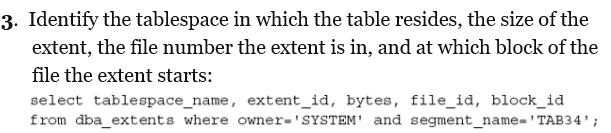 3. Identify the tablespace in which the table resides, the size of the
extent, the file number the extent is in, and at which block of the
file the extent starts:
select tablespace_name, extent_id, bytes, file_id, block_id
from dba_extents where owner='SYSTEM' and segment_name='TAB34';